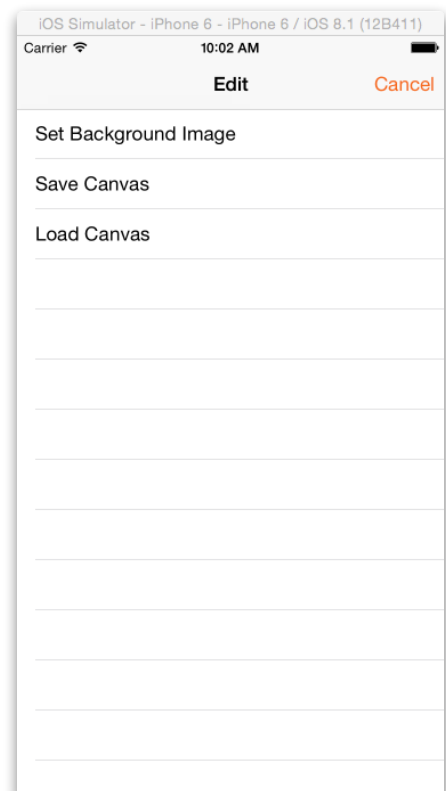 iOS Simulator - iPhone 6 - iPhone 6 / iOS 8.1 (12B411)
Carrier 10:02 AM
Edit Cancel
Set Background Image
Save Canvas
Load Canvas